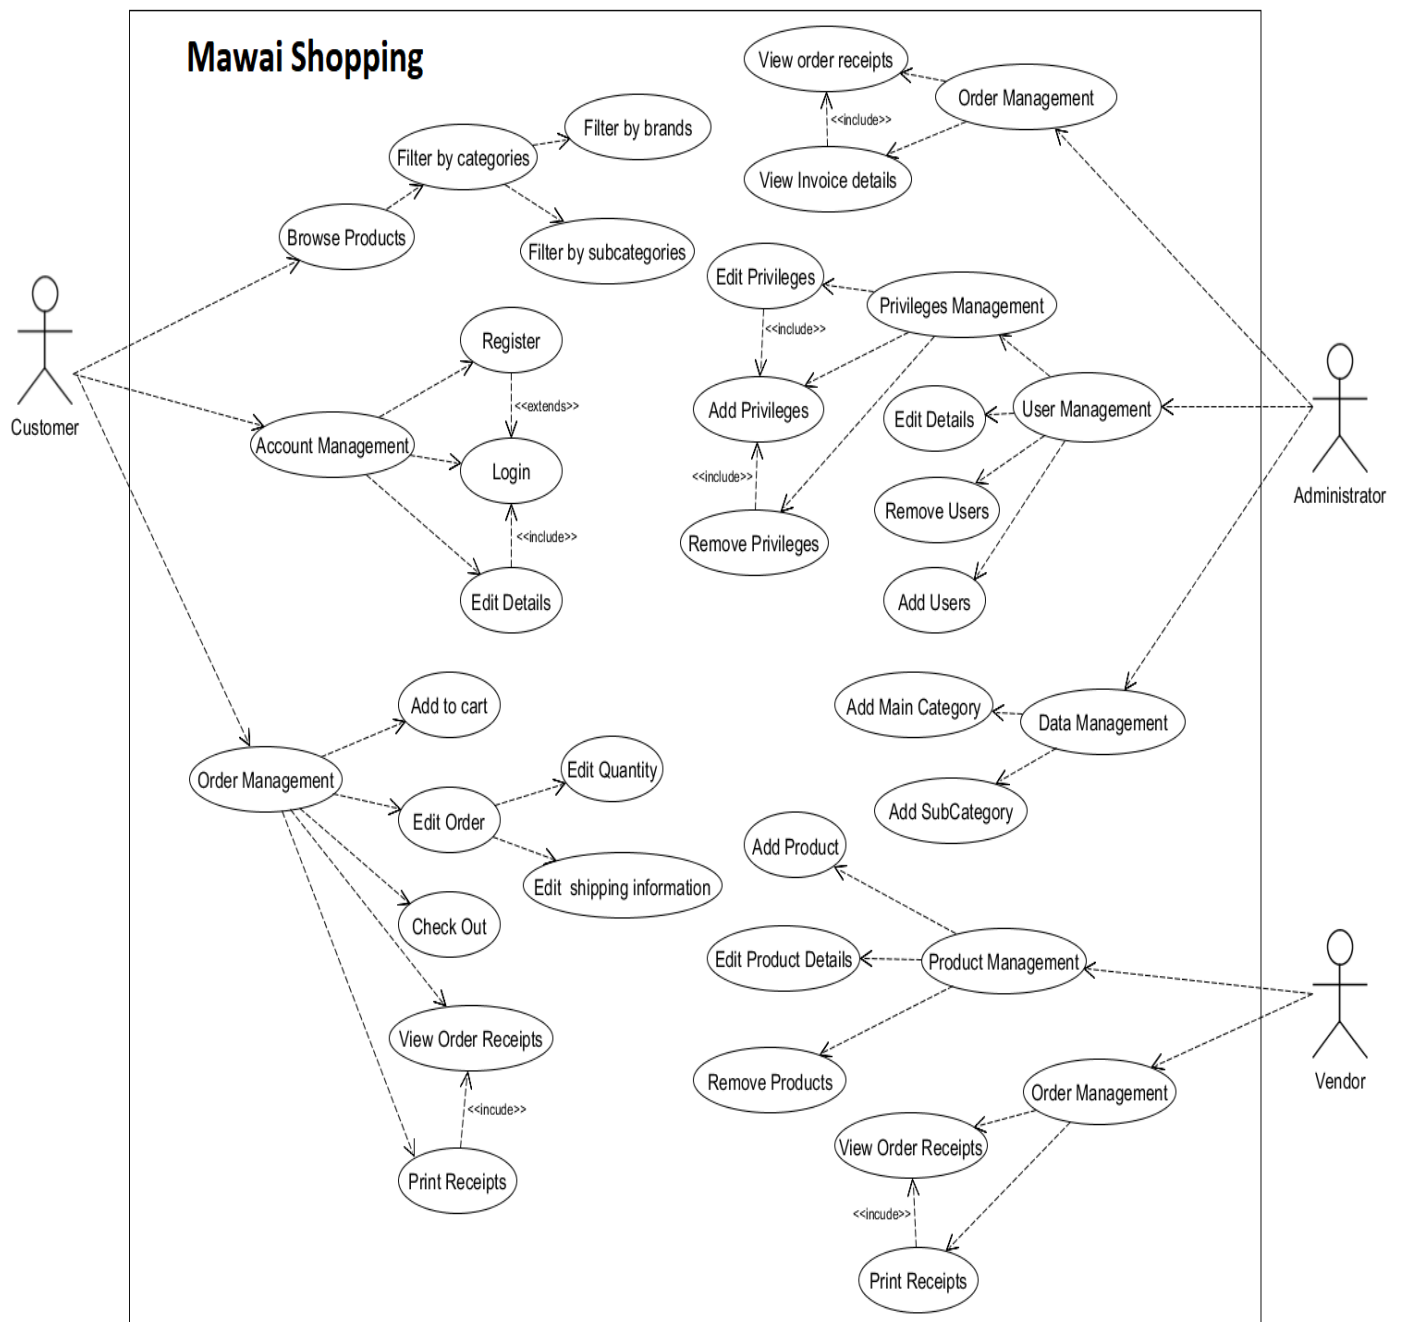 Mawai Shopping
View order receipts
Order Management
<<include>>
View Invoice details
Filter by brands
Filter by categories
Browse Products
Filter by subcategories
Customer
Register
<<extends>>
Account Management
Login
<<include>>
Edit Details
Edit Privileges
Privileges Management
<<include>>
Add Privileges
Edit Details
User Management
<<include>>
Remove Users
Remove Privileges
Add Users
Administrator
Add to cart
Order Management
Edit Quantity
Edit Order
Edit  shipping information
Check Out
View Order Receipts
<<incude>>
Print Receipts
Add Main Category
Data Management
Add SubCategory
Add Product
Edit Product Details
Product Management
Remove Products
Order Management
Vendor
View Order Receipts
<<incude>>
Print Receipts